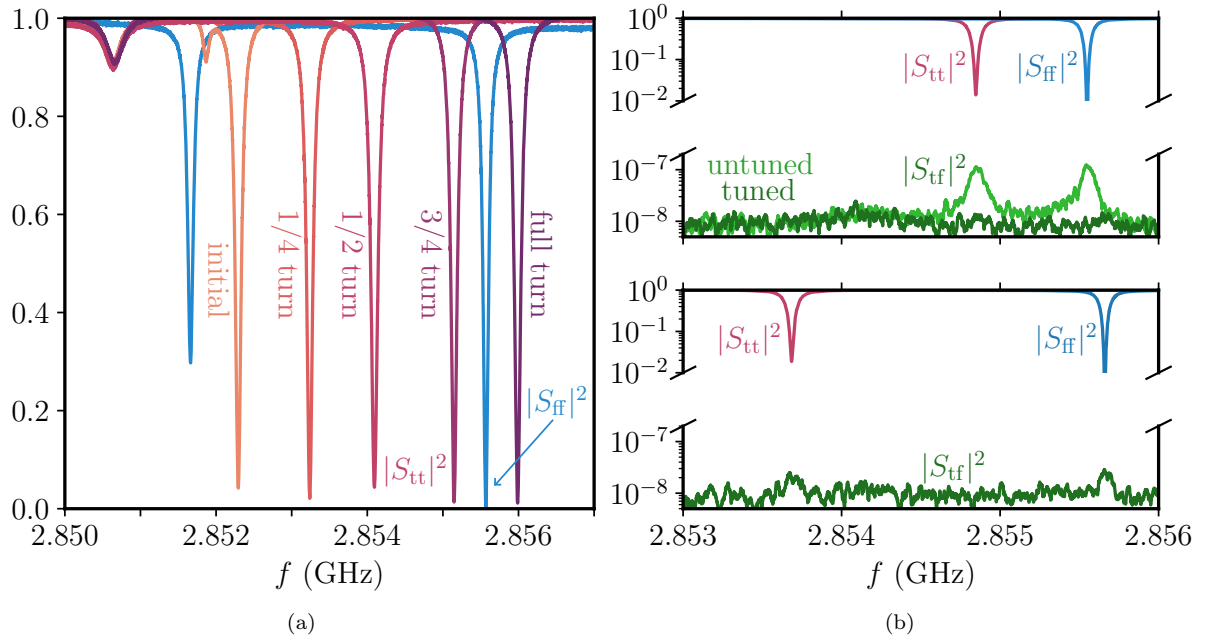 1.0
0.8
0.6
0.4
0.2
0.0
initial
1/4 turn
1/2 turn
3/4 turn
full turn
|S_tt|²
|S_ff|²
2.850 2.852 2.854 2.856
f (GHz)
(a)
10⁰
10⁻¹
10⁻²
|S_tt|² |S_ff|²
10⁻⁷
10⁻⁸
untuned
tuned
|S_tf|²
10⁰
10⁻¹
10⁻²
|S_tt|² |S_ff|²
10⁻⁷
10⁻⁸
|S_tf|²
2.853 2.854 2.855 2.856
f (GHz)
(b)